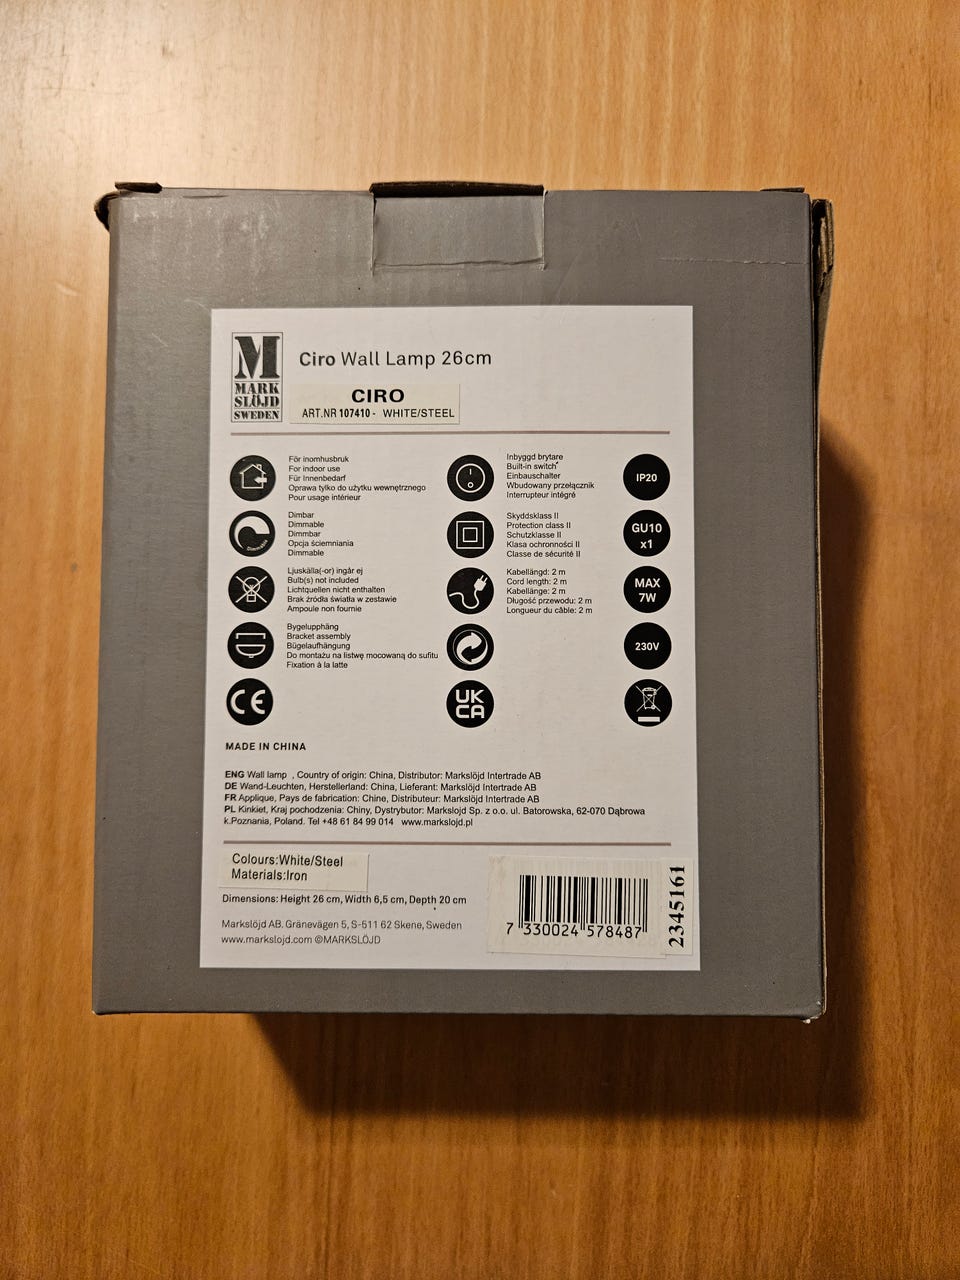 M
MARK
SLÖJD
SWEDEN
Ciro Wall Lamp 26cm
CIRO
ART.NR 107410 - WHITE/STEEL
För inomhusbruk
For indoor use
Für Innenbedarf
Oprawa tylko do użytku wewnętrznego
Pour usage intérieur
Inbyggd brytare
Built-in switch
Einbauschalter
Wbudowany przełącznik
Interrupteur intégré
IP20
Dimbar
Dimmable
Dimmbar
Opcja ściemniania
Dimmable
Skyddsklass II
Protection class II
Schutzklasse II
Klasa ochronności II
Classe de sécurité II
GU10
x1
Ljuskälla(-or) ingår ej
Bulb(s) not included
Lichtquellen nicht enthalten
Brak źródła światła w zestawie
Ampoule non fournie
Kabellängd: 2 m
Cord length: 2 m
Kabellänge: 2 m
Długość przewodu: 2 m
Longueur du câble: 2 m
MAX
7W
Bygelupphäng
Bracket assembly
Bügelaufhängung
Do montażu na listwę mocowaną do sufitu
Fixation à la latte
230V
CE
UK
CA
MADE IN CHINA
ENG Wall lamp , Country of origin: China, Distributor: Markslöjd Intertrade AB
DE Wand-Leuchten, Herstellerland: China, Lieferant: Markslöjd Intertrade AB
FR Applique, Pays de fabrication: Chine, Distributeur: Markslöjd Intertrade AB
PL Kinkiet, Kraj pochodzenia: Chiny, Dystrybutor: Markslojd Sp. z o.o. ul. Batorowska, 62-070 Dąbrowa
k.Poznania, Poland. Tel +48 61 84 99 014 www.markslojd.pl
Colours:White/Steel
Materials:Iron
Dimensions: Height 26 cm, Width 6,5 cm, Depth 20 cm
Markslöjd AB. Gränevägen 5, S-511 62 Skene, Sweden
www.markslojd.com ©MARKSLÖJD
7 330024 578487
2345161